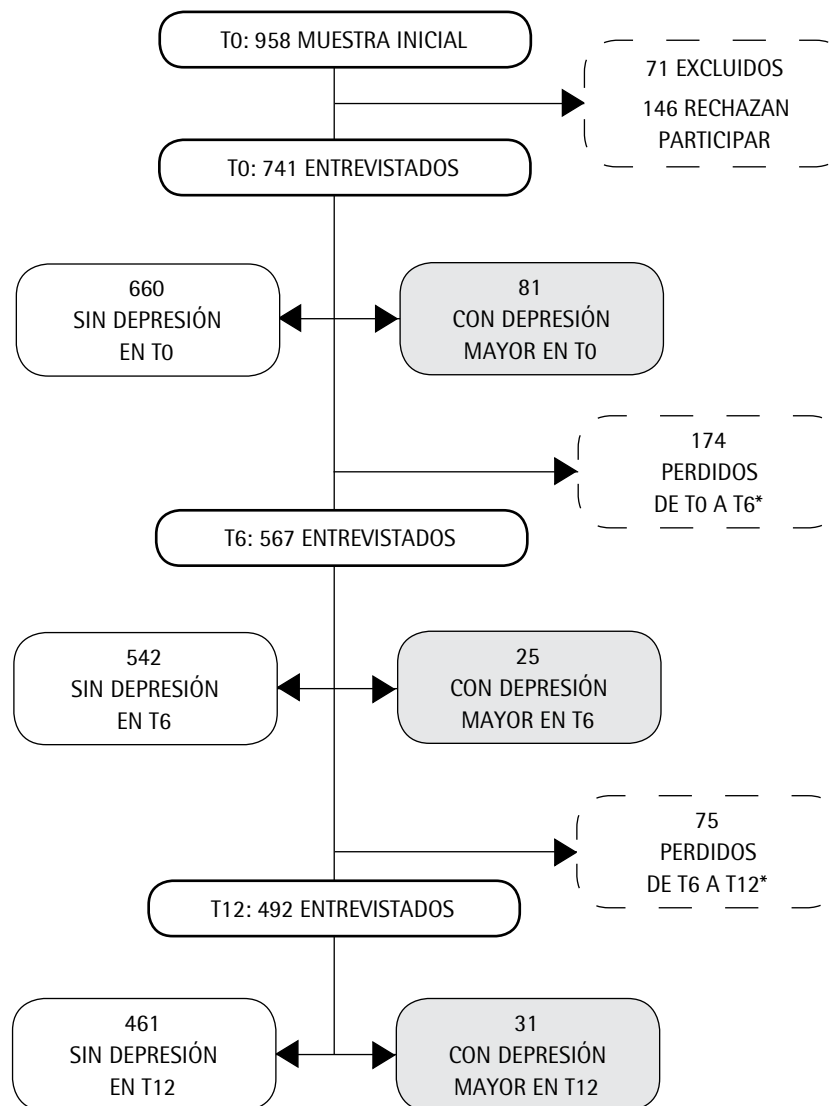 T0: 958 MUESTRA INICIAL
71 EXCLUIDOS
146 RECHAZAN
PARTICIPAR
T0: 741 ENTREVISTADOS
660
SIN DEPRESIÓN
EN T0
81
CON DEPRESIÓN
MAYOR EN T0
174
PERDIDOS
DE T0 A T6*
T6: 567 ENTREVISTADOS
542
SIN DEPRESIÓN
EN T6
25
CON DEPRESIÓN
MAYOR EN T6
75
PERDIDOS
DE T6 A T12*
T12: 492 ENTREVISTADOS
461
SIN DEPRESIÓN
EN T12
31
CON DEPRESIÓN
MAYOR EN T12